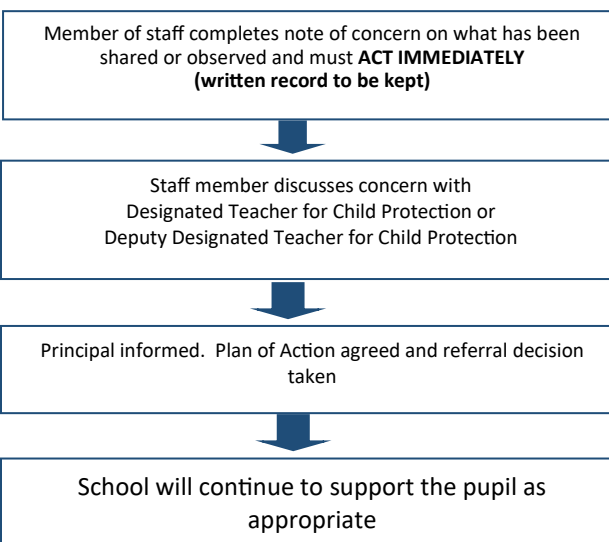 Member of staff completes note of concern on what has been
shared or observed and must ACT IMMEDIATELY
(written record to be kept)
Staff member discusses concern with
Designated Teacher for Child Protection or
Deputy Designated Teacher for Child Protection
Principal informed.  Plan of Action agreed and referral decision
taken
School will continue to support the pupil as
appropriate